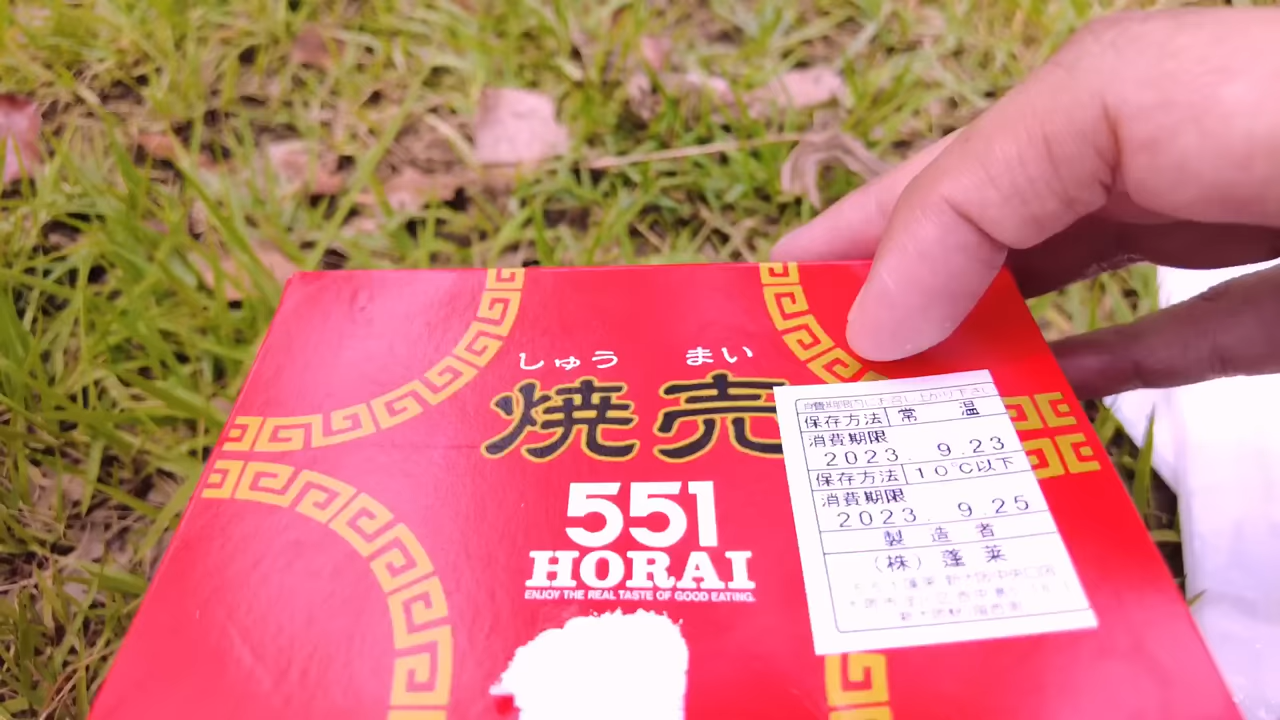 しゅう まい
焼売
551
HORAI
ENJOY THE REAL TASTE OF GOOD EATING.
保存方法 常温
消費期限
2023. 9.23
保存方法 10℃以下
消費期限
2023. 9.25
製造者
(株)蓬莱